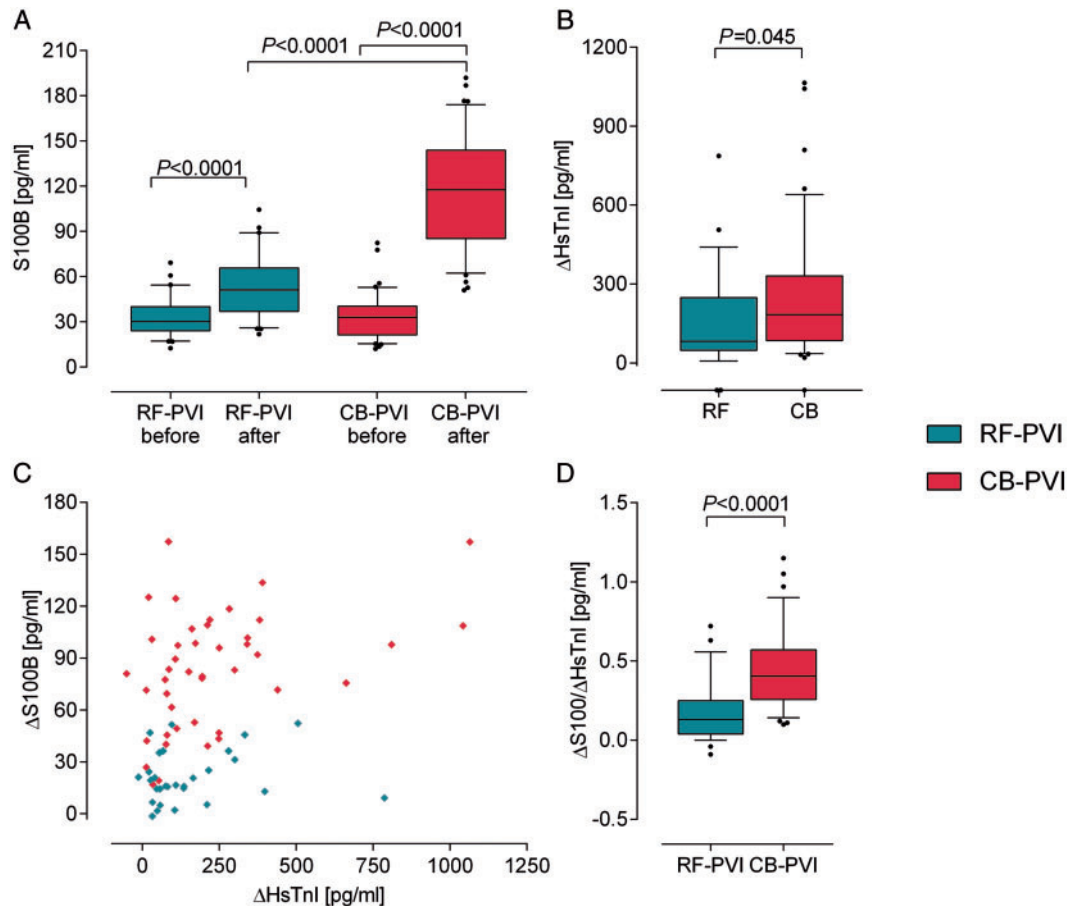 A
P<0.0001
P<0.0001
P<0.0001
S100B [pg/ml]
210
180
150
120
90
60
30
0
RF-PVI before
RF-PVI after
CB-PVI before
CB-PVI after
B
P=0.045
ΔHsTnI [pg/ml]
1200
900
600
300
0
RF
CB
RF-PVI
CB-PVI
C
ΔS100B [pg/ml]
180
150
120
90
60
30
0
0
250
500
750
1000
1250
ΔHsTnI [pg/ml]
D
P<0.0001
ΔS100/ΔHsTnI [pg/ml]
1.5
1.0
0.5
0.0
-0.5
RF-PVI
CB-PVI